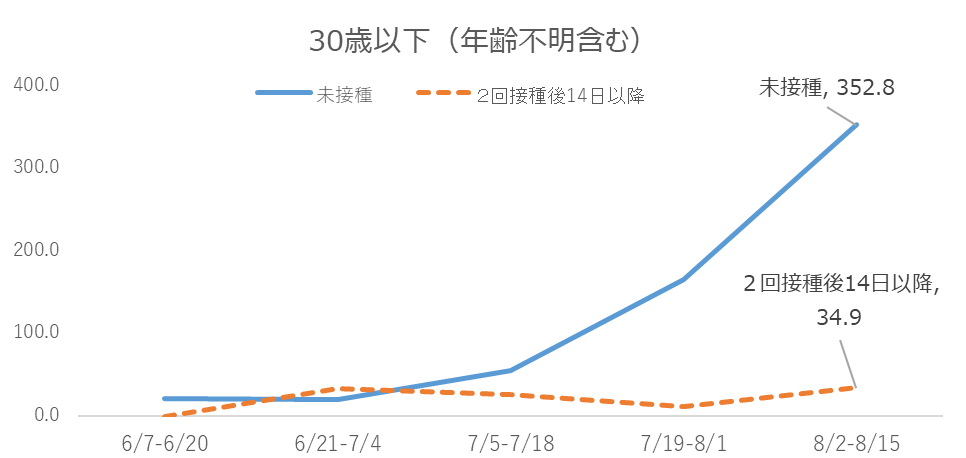 30歳以下（年齢不明含む）
未接種
２回接種後14日以降
400.0
300.0
200.0
100.0
0.0
未接種, 352.8
２回接種後14日以降,
34.9
6/7-6/20
6/21-7/4
7/5-7/18
7/19-8/1
8/2-8/15